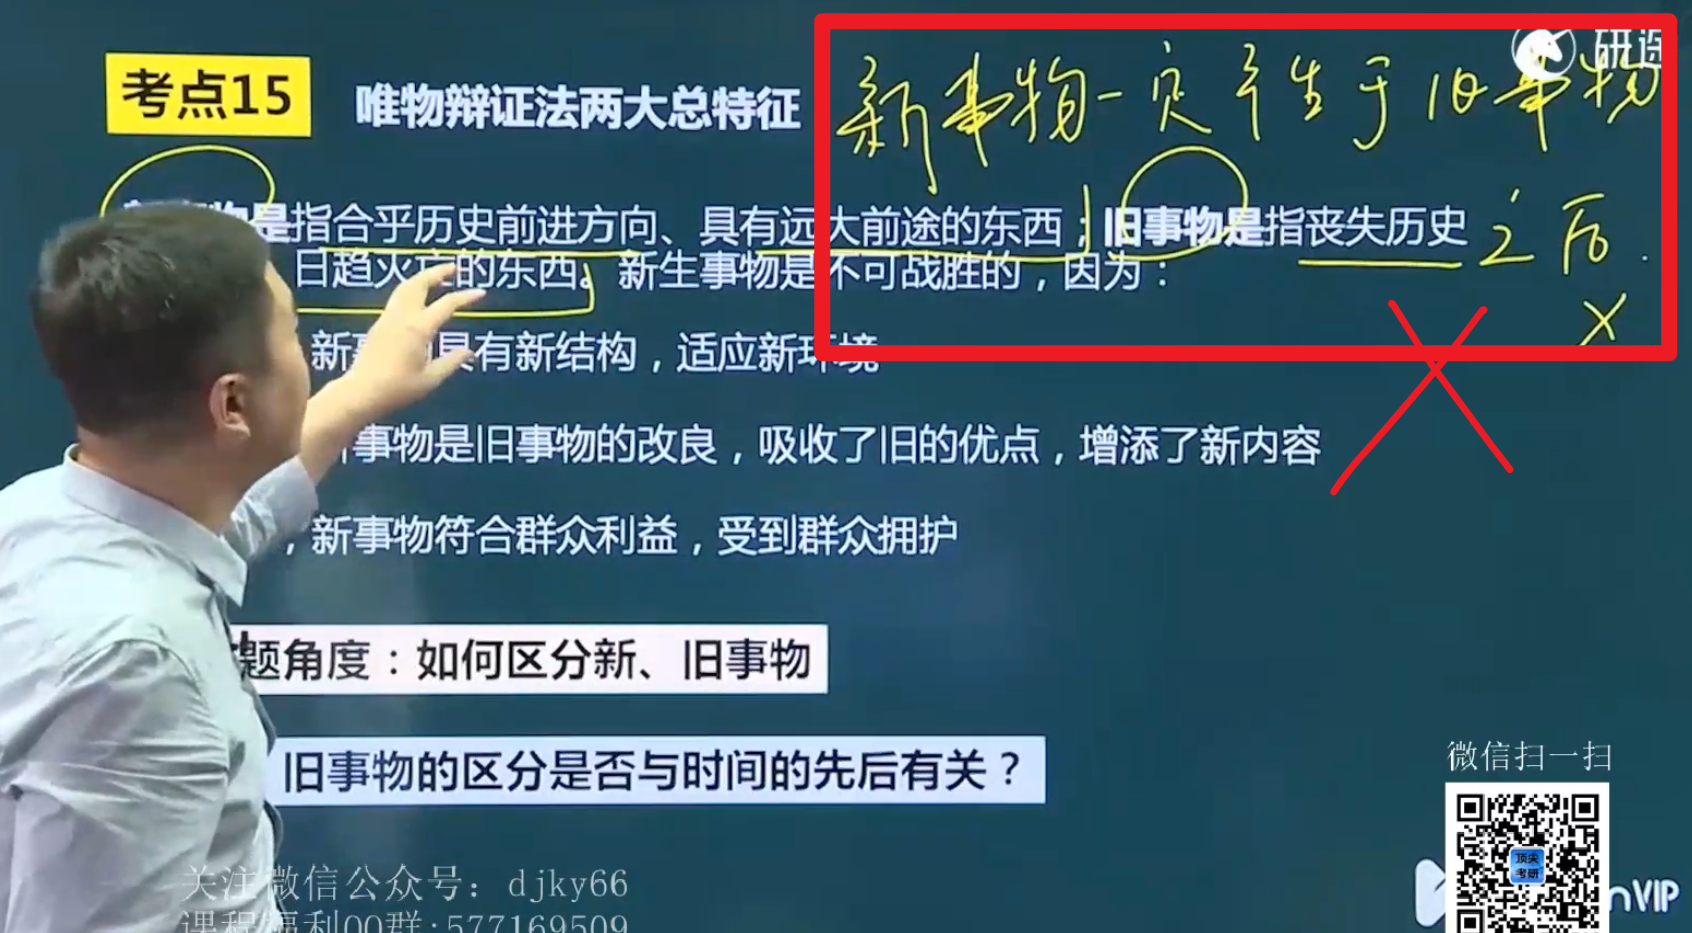 考点15
唯物辩证法两大总特征
新事物一定产生于旧事物
之后.
×
研途
物是指合乎历史前进方向、具有远大前途的东西；旧事物是指丧失历史
日趋灭亡的东西。新生事物是不可战胜的，因为：
新事物具有新结构，适应新环境
事物是旧事物的改良，吸收了旧的优点，增添了新内容
，新事物符合群众利益，受到群众拥护
题角度：如何区分新、旧事物
旧事物的区分是否与时间的先后有关？
微信扫一扫
顶尖
考研
VIP
关注微信公众号：djky66
课程福利QQ群:577169509